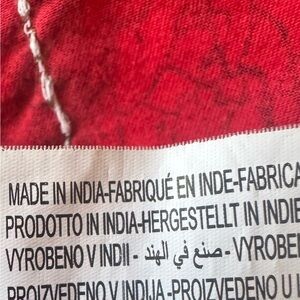 MADE IN INDIA-FABRIQUÉ EN INDE-FABRICA
PRODOTTO IN INDIA-HERGESTELLT IN INDIE
VYROBENO V INDII - صنع في الهند -VYROBE
PROIZVEDENO V INDIJA -PROIZVEDENO U I